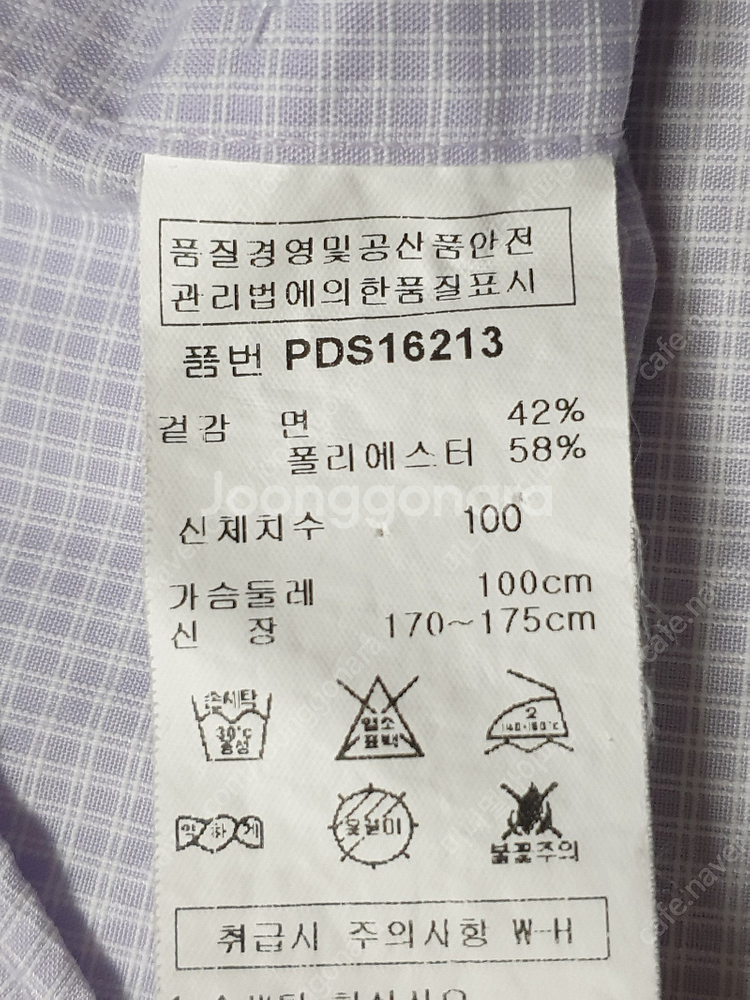 품질경영및공산품안전
관리법에의한품질표시
품번 PDS16213
겉감 면 42%
폴리에스터 58%
Joonggonara
신체치수 100
가슴둘레 100cm
신 장 170~175cm
손세탁
30°c
중성
염소
표백
2
140~160°c
약하게
옷걸이
불꽃주의
취급시 주의사항 W-H